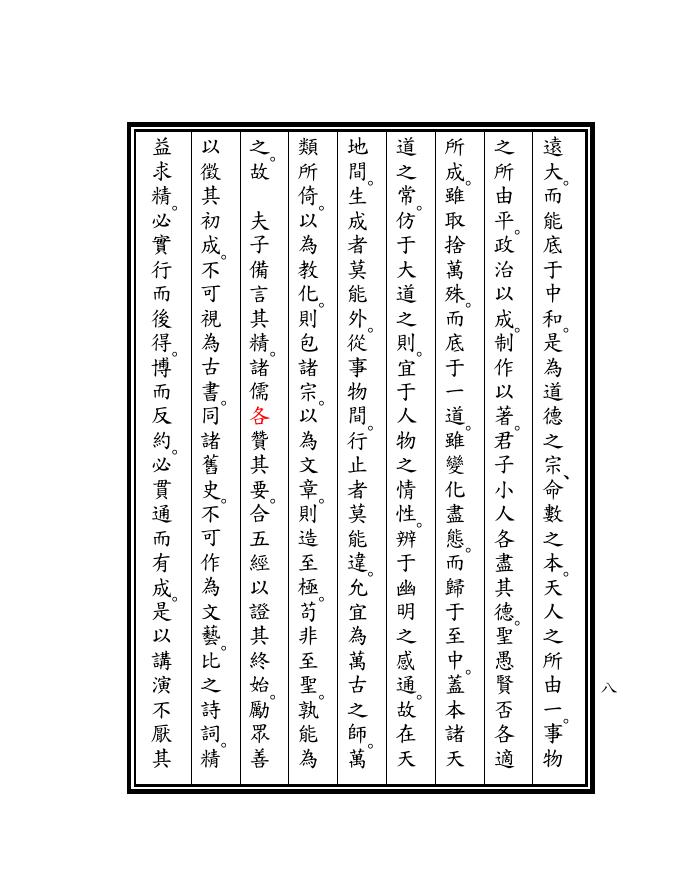 遠大。而能底于中和。是為道德之宗、命數之本。天人之所由一。事物
之所由平。政治以成。制作以著。君子小人各盡其德。聖愚賢否各適
所成。雖取捨萬殊。而底于一道。雖變化盡態。而歸于至中。蓋本諸天
道之常。仿于大道之則。宜于人物之情性。辨于幽明之感通。故在天
地間。生成者莫能外。從事物間。行止者莫能違。允宜為萬古之師。萬
類所倚。以為教化。則包諸宗。以為文章。則造至極。苟非至聖。孰能為
之。故　夫子備言其精。諸儒各贊其要。合五經以證其終始。勵眾善
以徵其初成。不可視為古書。同諸舊史。不可作為文藝。比之詩詞。精
益求精。必實行而後得。博而反約。必貫通而有成。是以講演不厭其
八